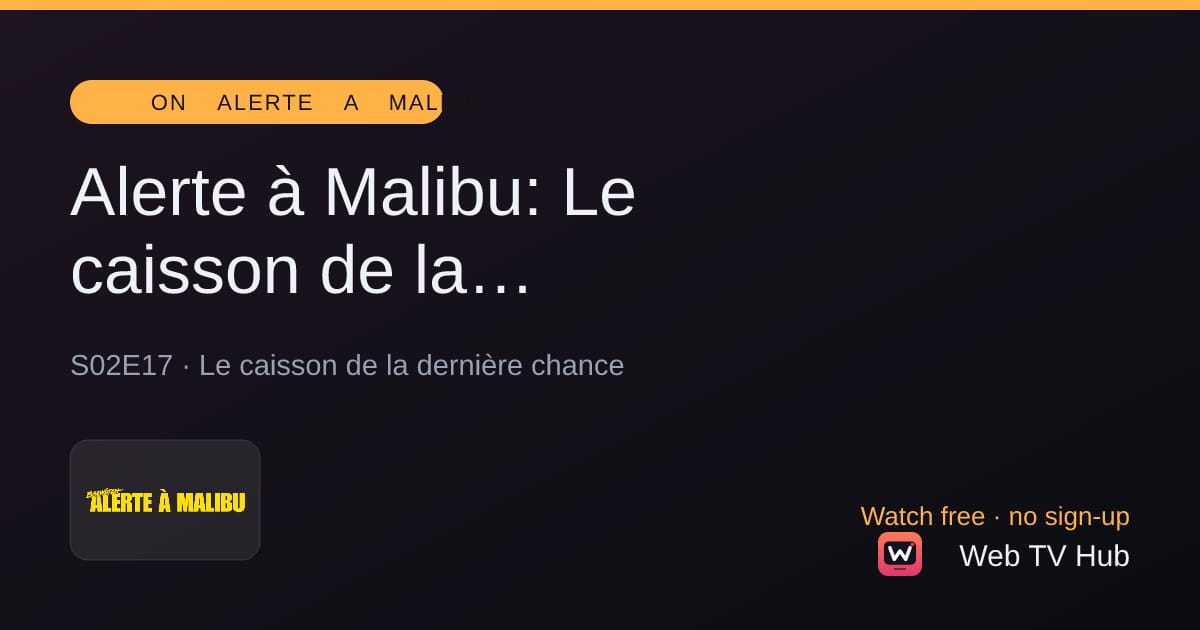 ON ALERTE A MALIBU
Alerte à Malibu: Le
caisson de la…
S02E17 · Le caisson de la dernière chance
ALERTE À MALIBU
Watch free · no sign-up
W
Web TV Hub